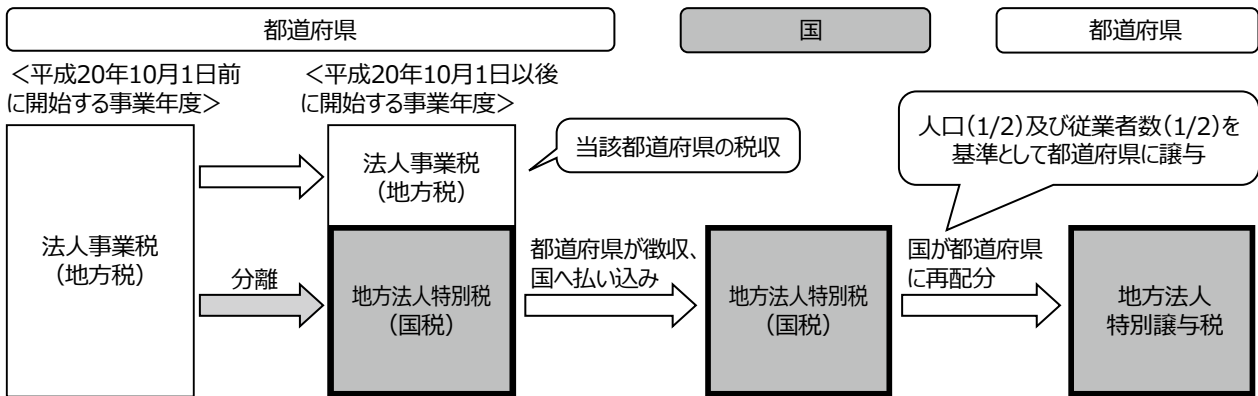 都道府県
国
都道府県
＜平成20年10月1日前
に開始する事業年度＞
＜平成20年10月1日以後
に開始する事業年度＞
人口（1/2）及び従業者数（1/2）を
基準として都道府県に譲与
当該都道府県の税収
法人事業税
（地方税）
法人事業税
（地方税）
分離
地方法人特別税
（国税）
都道府県が徴収、
国へ払い込み
地方法人特別税
（国税）
国が都道府県
に再配分
地方法人
特別譲与税